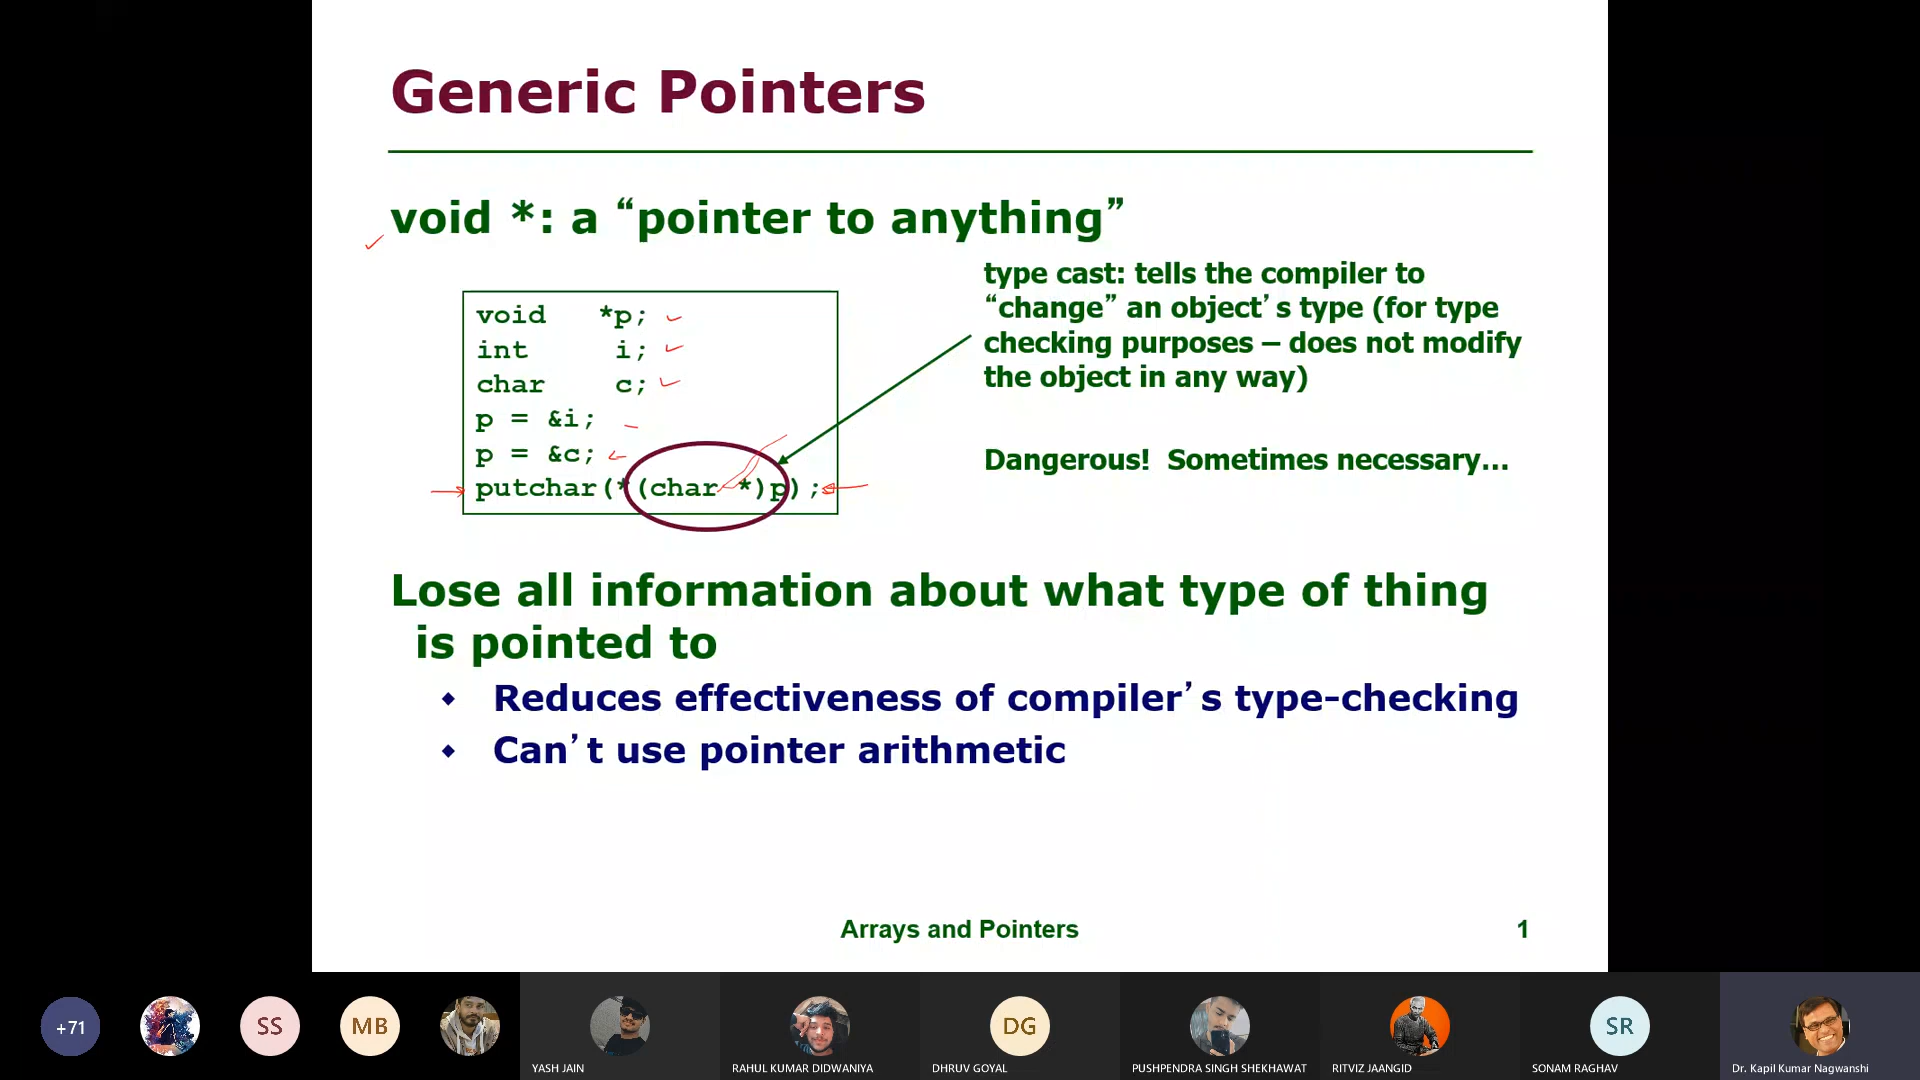 Generic Pointers
void *: a “pointer to anything”
void   *p;
int     i;
char    c;
p = &i;
p = &c;
putchar(*(char *)p);
type cast: tells the compiler to
“change” an object’s type (for type
checking purposes – does not modify
the object in any way)
Dangerous!  Sometimes necessary…
Lose all information about what type of thing
is pointed to
◆ Reduces effectiveness of compiler’s type-checking
◆ Can’t use pointer arithmetic
Arrays and Pointers
1
+71
SS
MB
DG
SR
YASH JAIN
RAHUL KUMAR DIDWANIYA
DHRUV GOYAL
PUSHPENDRA SINGH SHEKHAWAT
RITVIZ JAANGID
SONAM RAGHAV
Dr. Kapil Kumar Nagwanshi